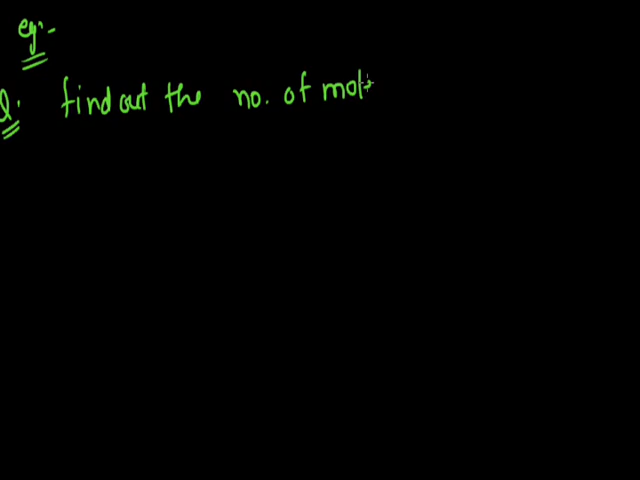 eg:-
Q. find out the no. of mol